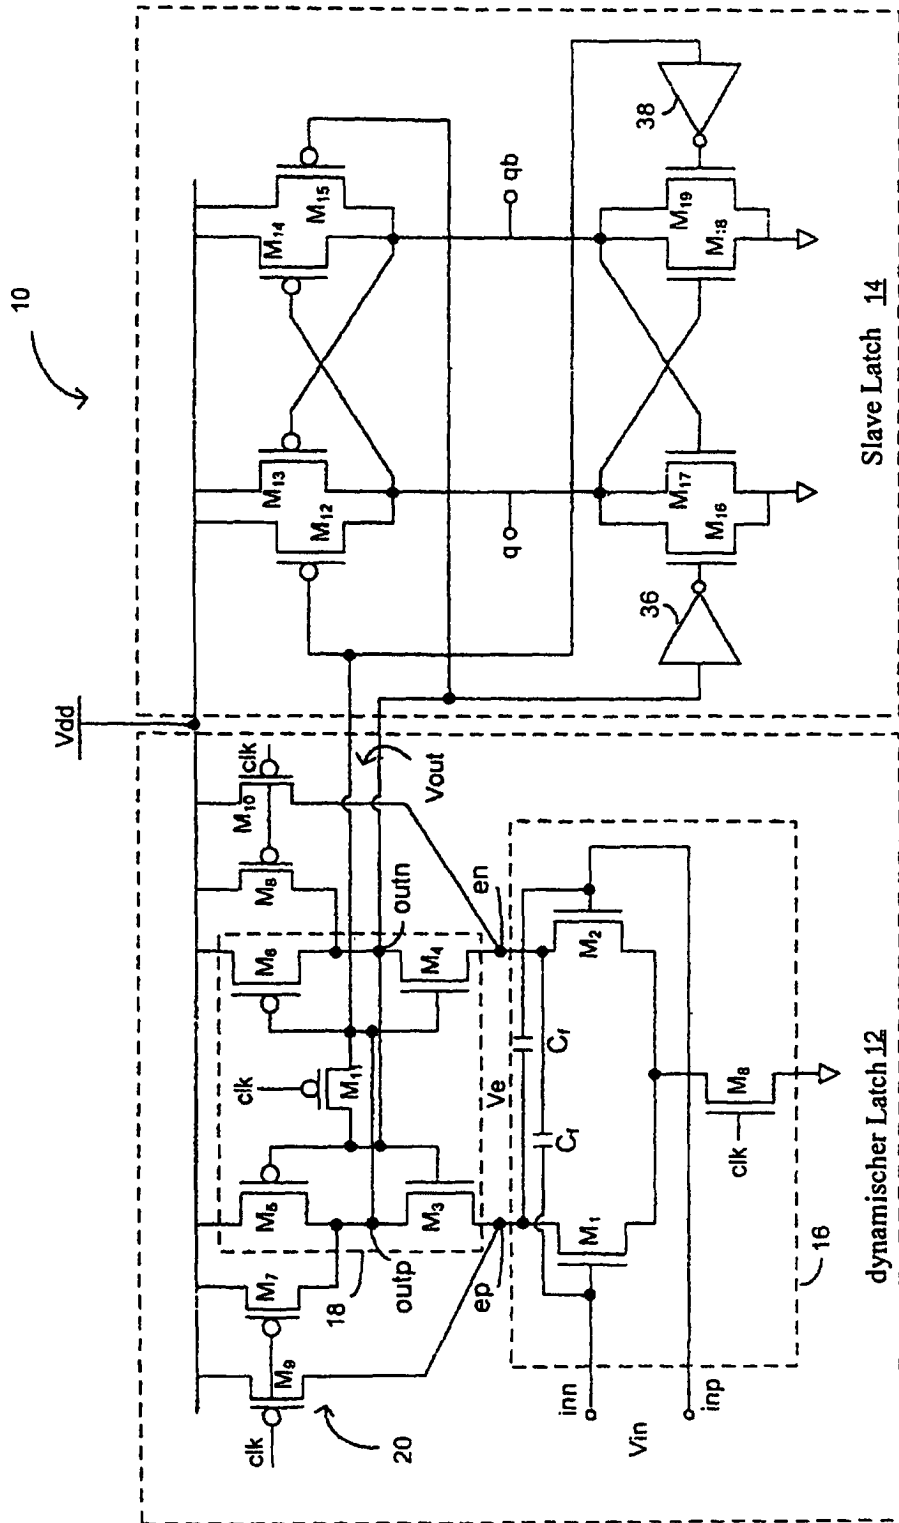 10
Vdd
clk
M10
M8
M6
M5
M7
M9
clk
20
18
clk
M1
outn
outp
M4
M3
Vout
en
ep
Ve
Cf
Cf
M2
M1
M8
clk
16
inn
Vin
inp
dynamischer Latch 12
M15
M14
M13
M12
qb
q
38
36
M19
M18
M17
M16
Slave Latch 14